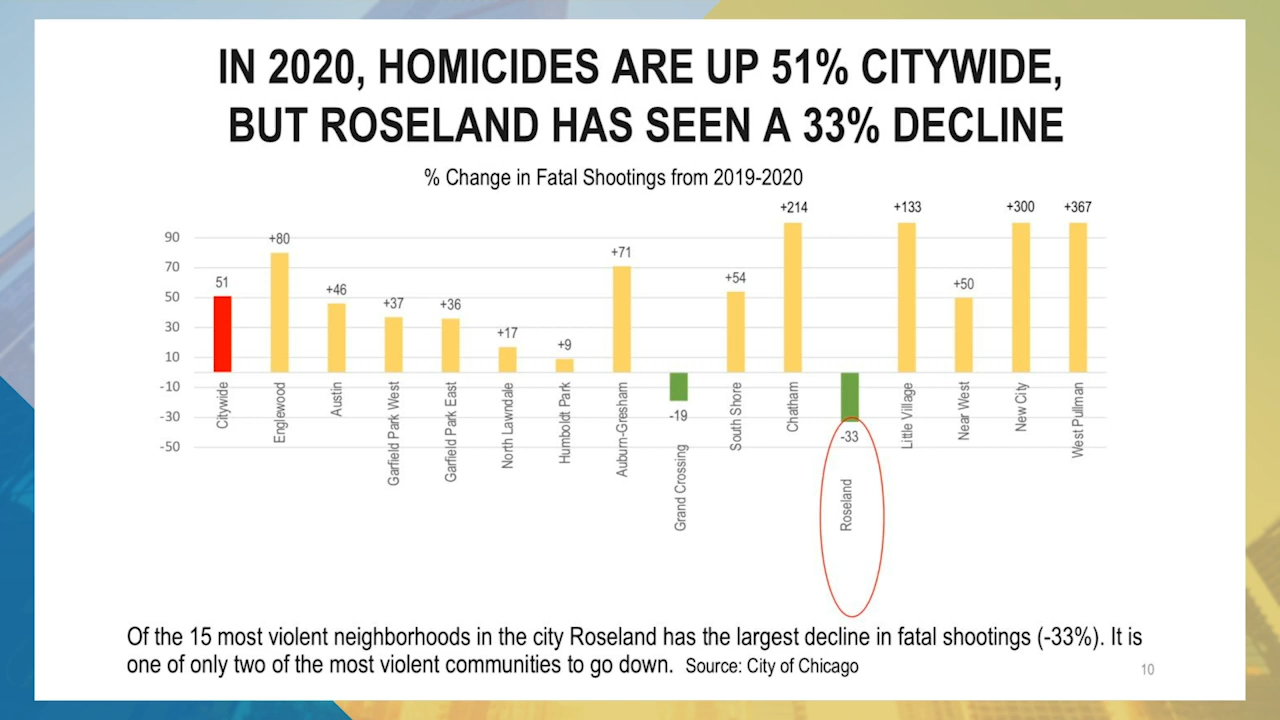 IN 2020, HOMICIDES ARE UP 51% CITYWIDE,
BUT ROSELAND HAS SEEN A 33% DECLINE
% Change in Fatal Shootings from 2019-2020
90
70
50
30
10
-10
-30
-50
51
+80
+46
+37
+36
+17
+9
+71
-19
+54
+214
-33
+133
+50
+300
+367
Citywide
Englewood
Austin
Garfield Park West
Garfield Park East
North Lawndale
Humboldt Park
Auburn-Gresham
Grand Crossing
South Shore
Chatham
Roseland
Little Village
Near West
New City
West Pullman
Of the 15 most violent neighborhoods in the city Roseland has the largest decline in fatal shootings (-33%). It is
one of only two of the most violent communities to go down. Source: City of Chicago
10